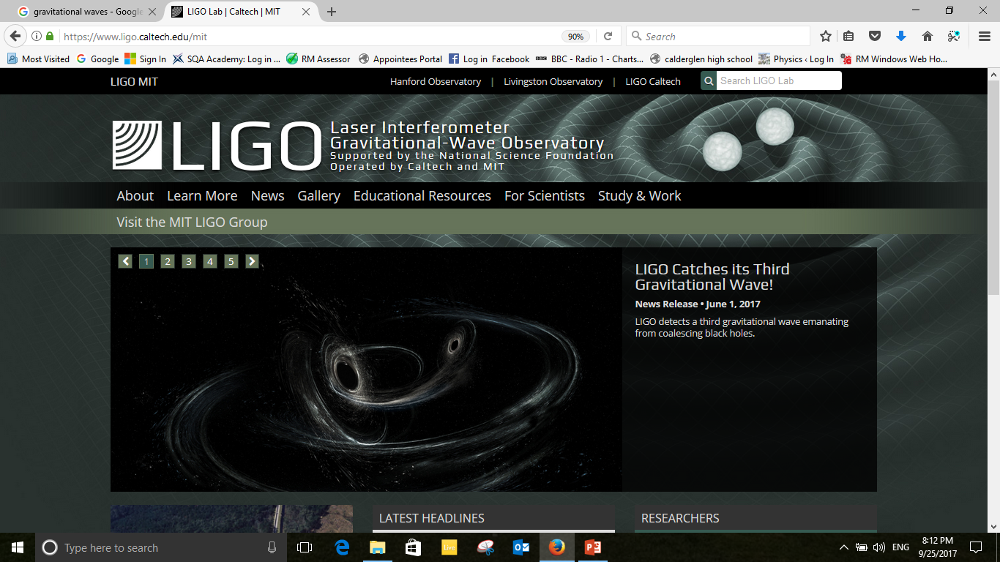 gravitational waves - Google
LIGO Lab | Caltech | MIT
https://www.ligo.caltech.edu/mit
90%
Search
Most Visited
Google
Sign In
SQA Academy: Log in ...
RM Assessor
Appointees Portal
Log in Facebook
BBC - Radio 1 - Charts...
calderglen high school
Physics ‹ Log In
RM Windows Web Ho...
LIGO MIT
Hanford Observatory | Livingston Observatory | LIGO Caltech
Search LIGO Lab
LIGO
Laser Interferometer
Gravitational-Wave Observatory
Supported by the National Science Foundation
Operated by Caltech and MIT
About Learn More News Gallery Educational Resources For Scientists Study & Work
Visit the MIT LIGO Group
1 2 3 4 5
LIGO Catches its Third
Gravitational Wave!
News Release • June 1, 2017
LIGO detects a third gravitational wave emanating
from coalescing black holes.
LATEST HEADLINES
RESEARCHERS
Type here to search
Live
ENG
8:12 PM
9/25/2017